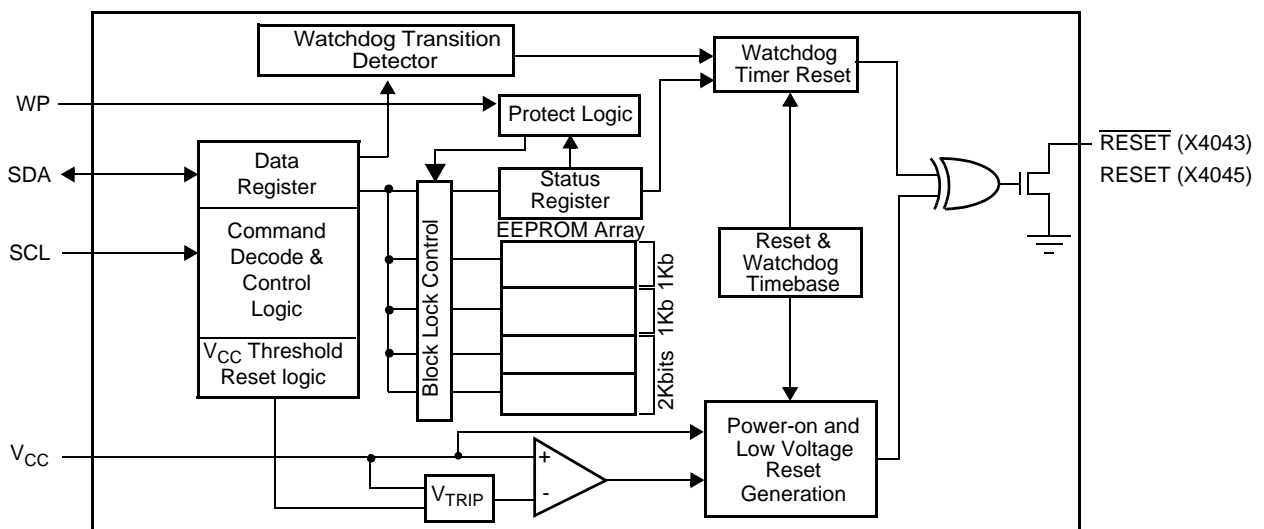 Watchdog Transition
Detector
Watchdog
Timer Reset
WP
Protect Logic
RESET (X4043)
RESET (X4045)
SDA
Data
Register
Status
Register
SCL
Command
Decode &
Control
Logic
Block Lock Control
EEPROM Array
1Kb
1Kb
2Kbits
Reset &
Watchdog
Timebase
VCC Threshold
Reset logic
VCC
+
-
VTRIP
Power-on and
Low Voltage
Reset
Generation